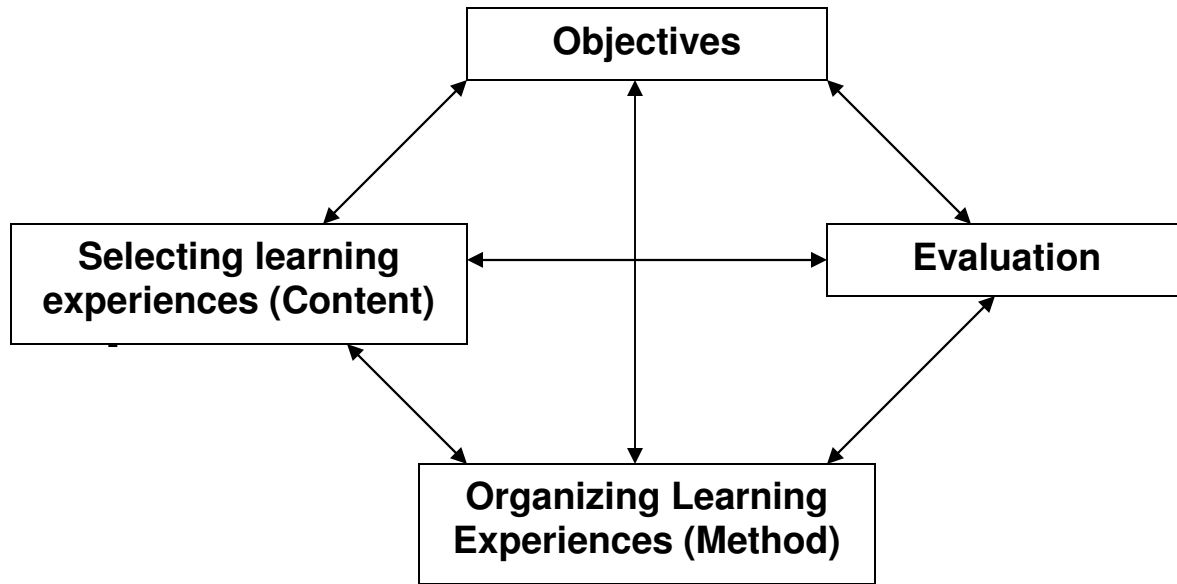 Objectives
Selecting learning
experiences (Content)
Evaluation
Organizing Learning
Experiences (Method)